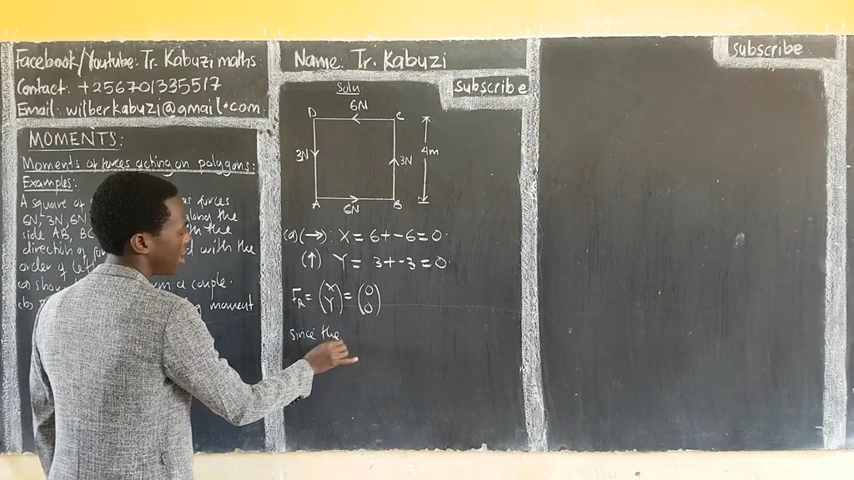 Facebook/Youtube: Tr. Kabuzi maths
Contact: +256701335517
Email: wilberkabuzi@gmail.com
MOMENTS:
Moments of forces acting on polygons:
Examples:
A square of as forces
6N, 3N, 6N along the
side AB, BC the
direction of with the
order of lett
(a) show a couple.
(b) moment
Name: Tr. Kabuzi
subscribe
Soln
6N
D C
3N 3N 4m
A B
6N
(a) (→): X = 6+-6=0.
(↑) Y = 3+-3=0.
= (X Y) = (0 0)
since the
subscribe